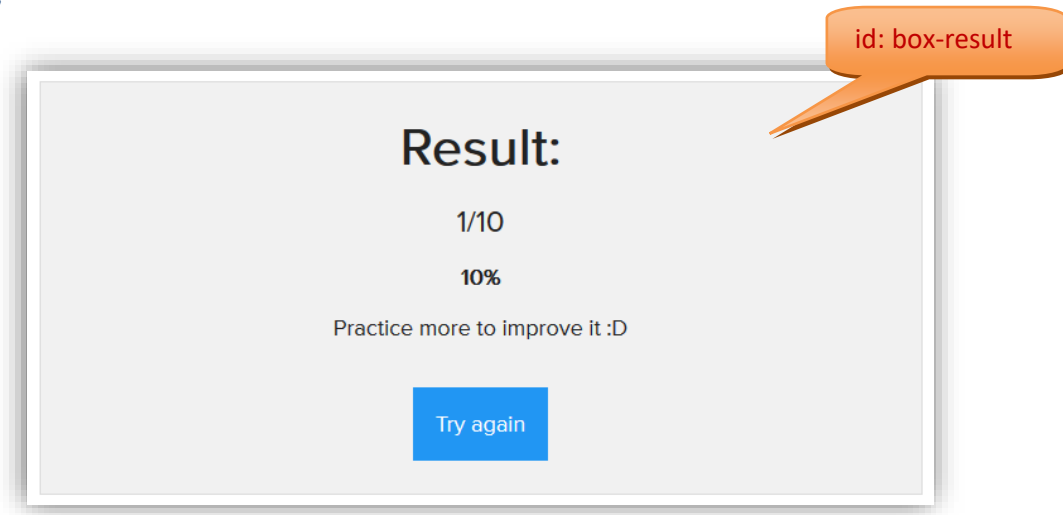 id: box-result
Result:
1/10
10%
Practice more to improve it :D
Try again